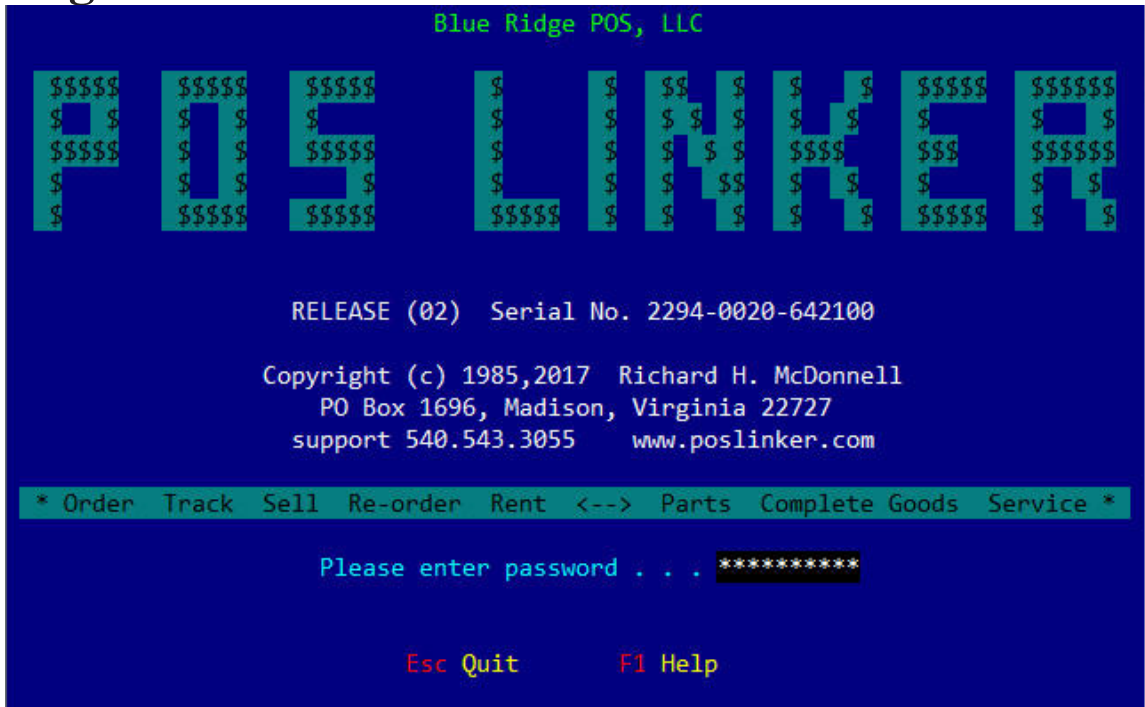 Blue Ridge POS, LLC
POS LINKER
RELEASE (02) Serial No. 2294-0020-642100
Copyright (c) 1985,2017 Richard H. McDonnell
PO Box 1696, Madison, Virginia 22727
support 540.543.3055 www.poslinker.com
* Order Track Sell Re-order Rent <--> Parts Complete Goods Service *
Please enter password . . . **********
Esc Quit F1 Help